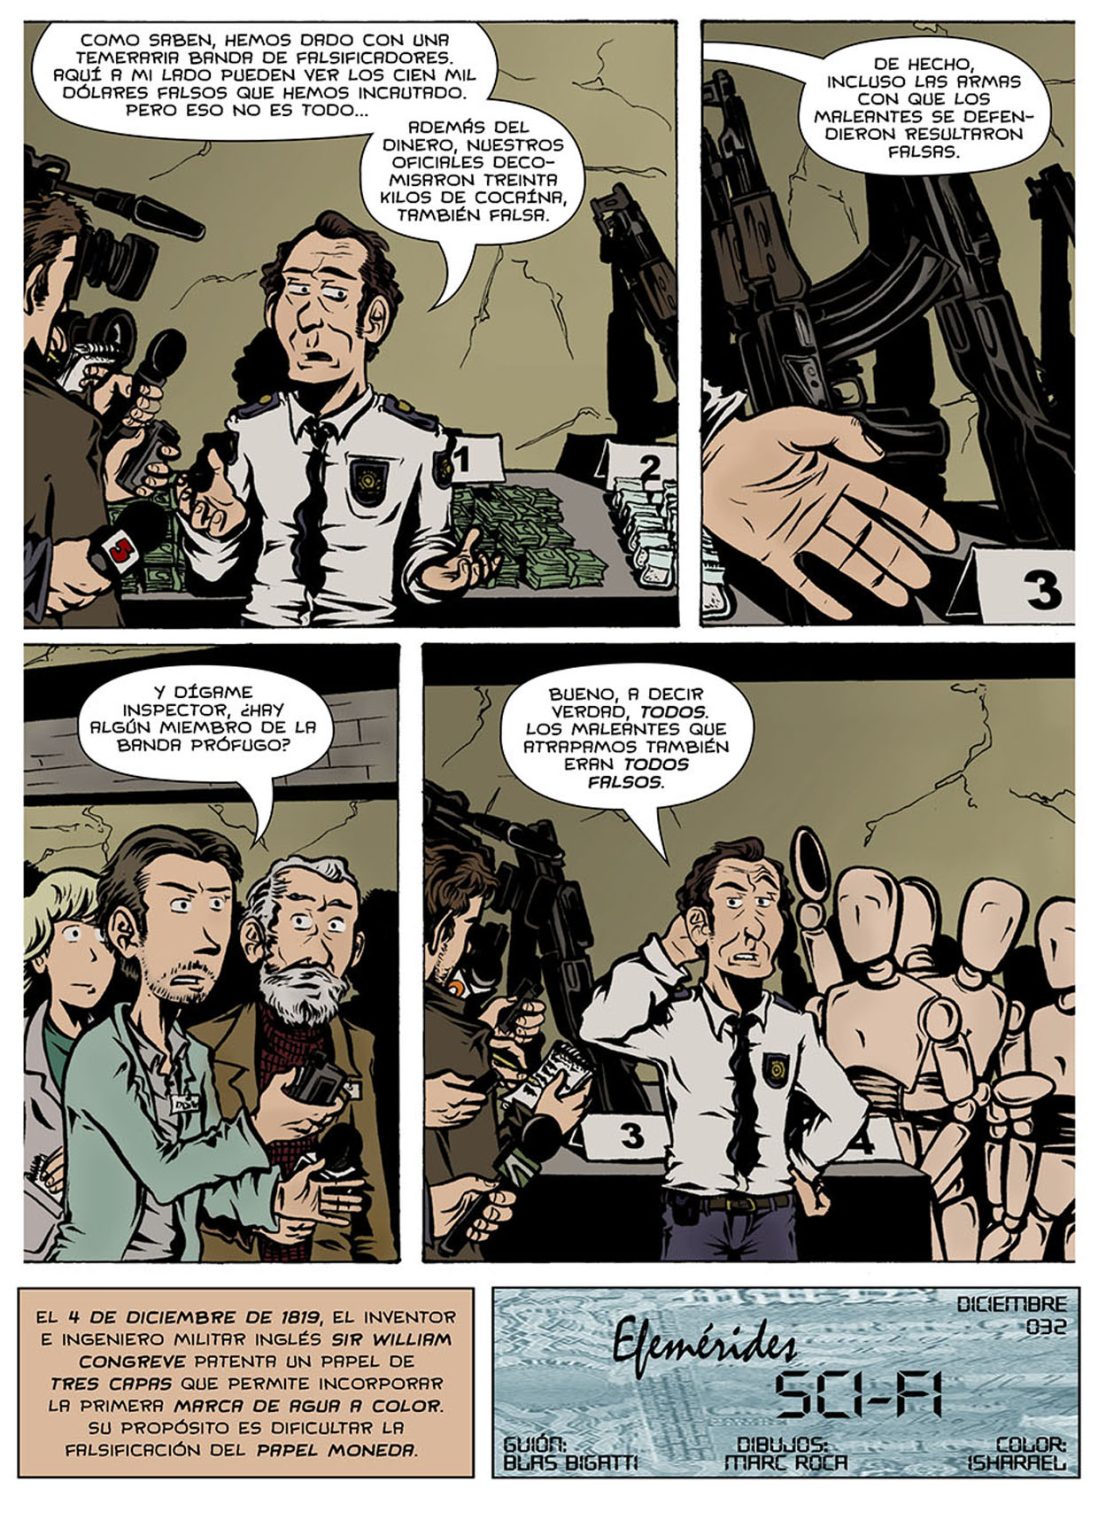 COMO SABEN, HEMOS DADO CON UNA
TEMERARIA BANDA DE FALSIFICADORES.
AQUÍ A MI LADO PUEDEN VER LOS CIEN MIL
DÓLARES FALSOS QUE HEMOS INCAUTADO.
PERO ESO NO ES TODO...
ADEMÁS DEL
DINERO, NUESTROS
OFICIALES DECO-
MISARON TREINTA
KILOS DE COCAÍNA,
TAMBIÉN FALSA.
1
2
5
DE HECHO,
INCLUSO LAS ARMAS
CON QUE LOS
MALEANTES SE DEFEN-
DIERON RESULTARON
FALSAS.
3
Y DÍGAME
INSPECTOR, ¿HAY
ALGÚN MIEMBRO DE LA
BANDA PRÓFUGO?
BUENO, A DECIR
VERDAD, TODOS.
LOS MALEANTES QUE
ATRAPAMOS TAMBIÉN
ERAN TODOS
FALSOS.
3
4
EL 4 DE DICIEMBRE DE 1819, EL INVENTOR
E INGENIERO MILITAR INGLÉS SIR WILLIAM
CONGREVE PATENTA UN PAPEL DE
TRES CAPAS QUE PERMITE INCORPORAR
LA PRIMERA MARCA DE AGUA A COLOR.
SU PROPÓSITO ES DIFICULTAR LA
FALSIFICACIÓN DEL PAPEL MONEDA.
DICIEMBRE
032
Efemérides
SCI-FI
GUIÓN:
BLAS BIGATTI
DIBUJOS:
MARC ROCA
COLOR:
ISHARAEL